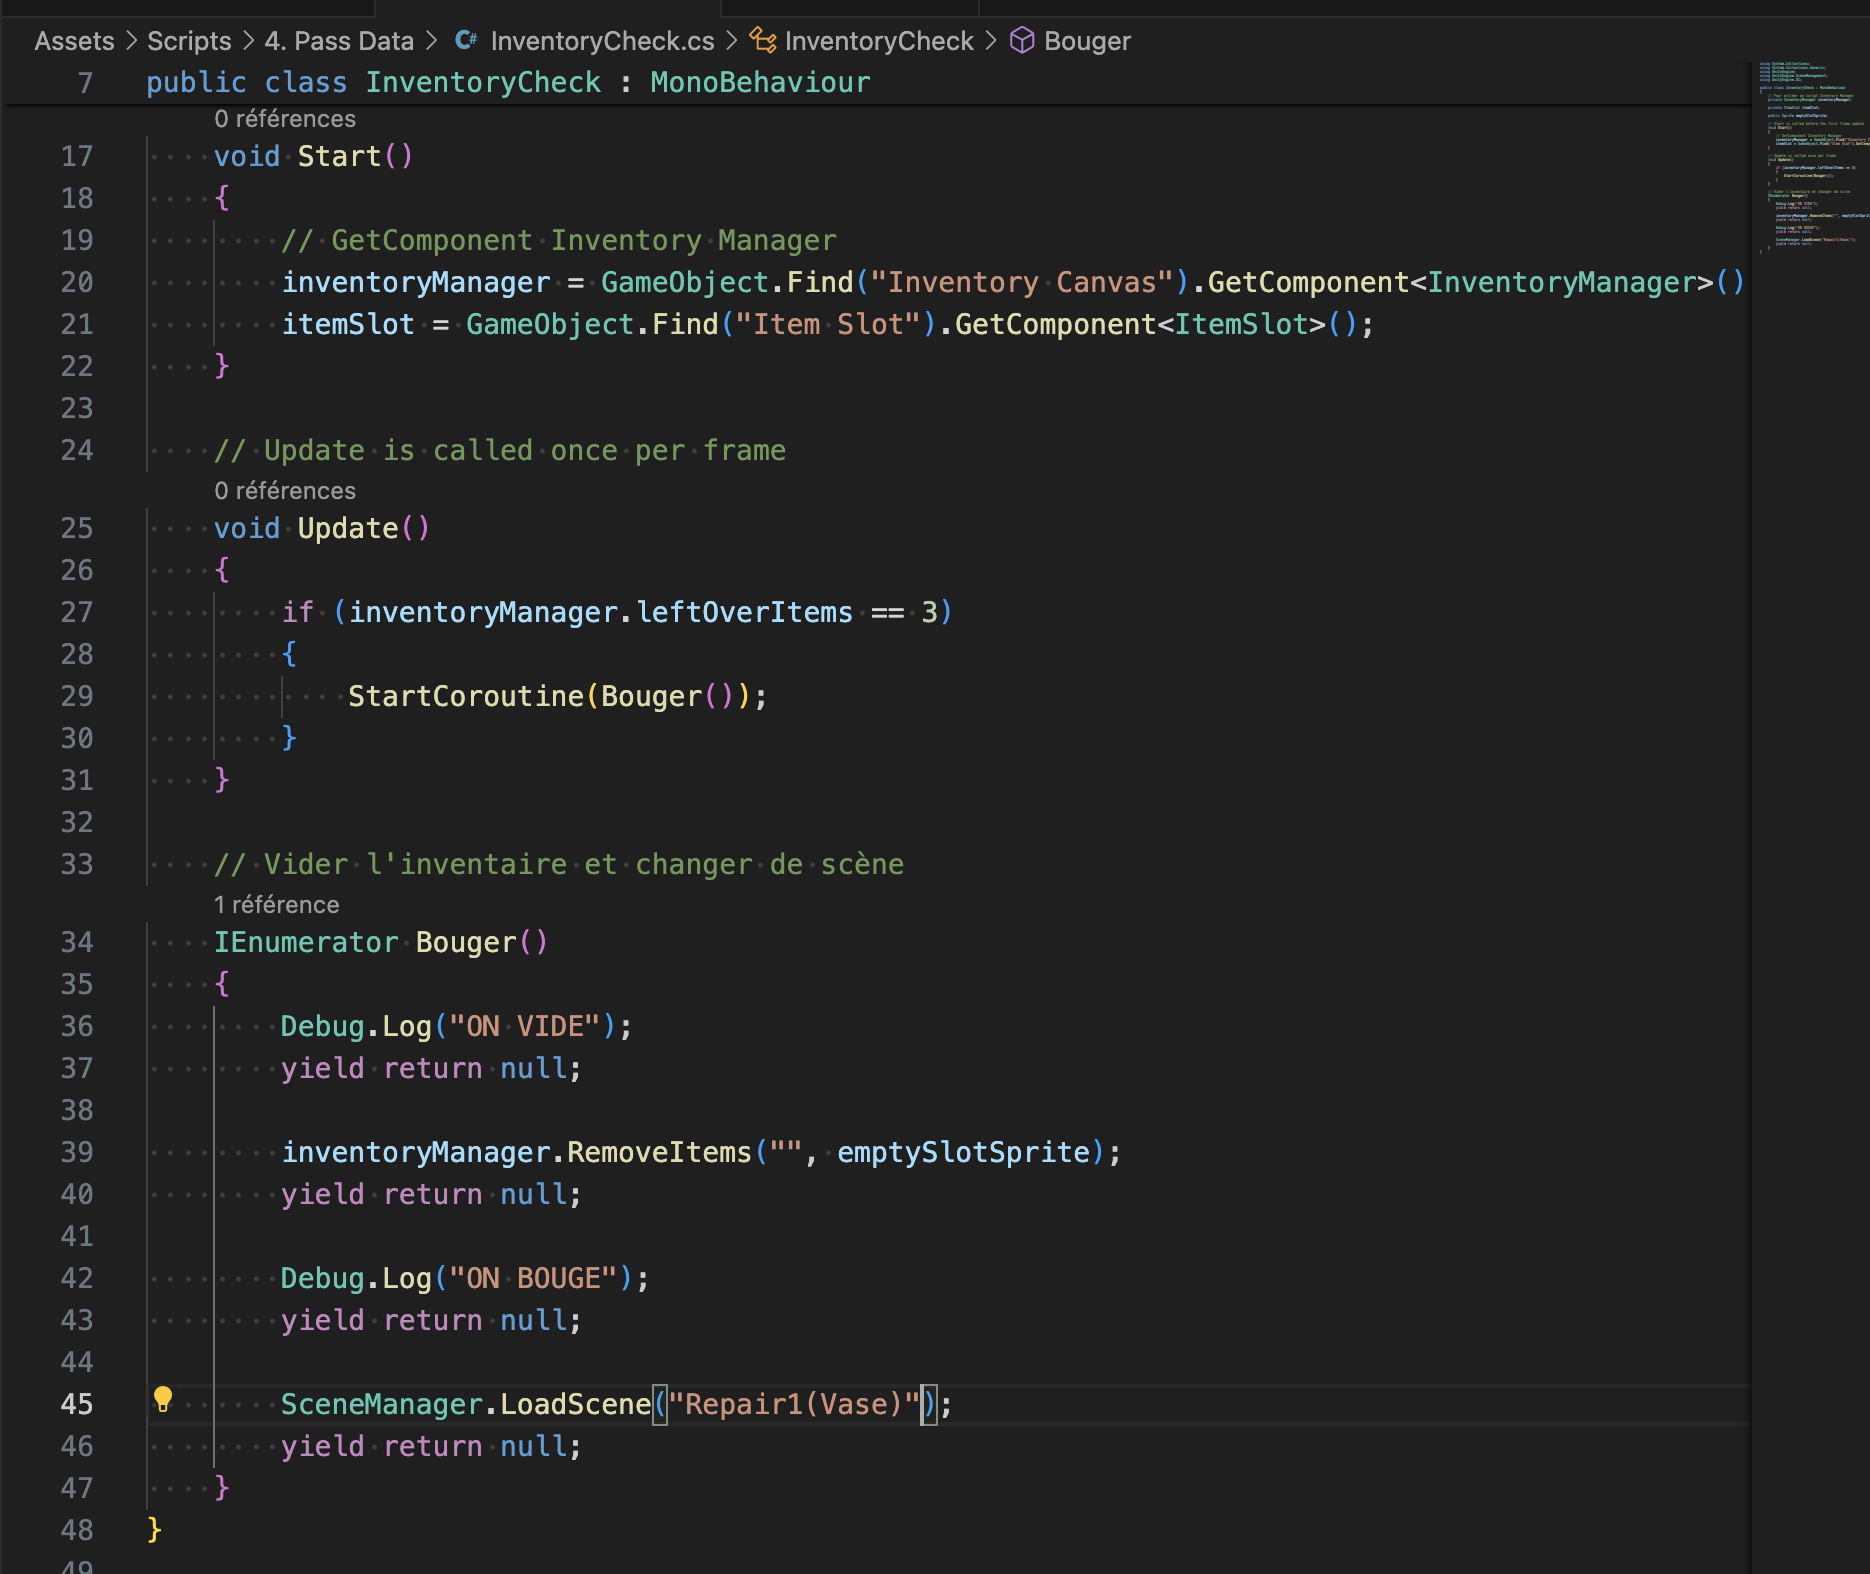 Assets > Scripts > 4. Pass Data > C# InventoryCheck.cs > InventoryCheck > Bouger
7 public class InventoryCheck : MonoBehaviour
0 références
17 void Start()
18 {
19 // GetComponent Inventory Manager
20 inventoryManager = GameObject.Find("Inventory Canvas").GetComponent<InventoryManager>()
21 itemSlot = GameObject.Find("Item Slot").GetComponent<ItemSlot>();
22 }
23
24 // Update is called once per frame
0 références
25 void Update()
26 {
27 if (inventoryManager.leftOverItems == 3)
28 {
29 StartCoroutine(Bouger());
30 }
31 }
32
33 // Vider l'inventaire et changer de scène
1 référence
34 IEnumerator Bouger()
35 {
36 Debug.Log("ON VIDE");
37 yield return null;
38
39 inventoryManager.RemoveItems("", emptySlotSprite);
40 yield return null;
41
42 Debug.Log("ON BOUGE");
43 yield return null;
44
45 SceneManager.LoadScene("Repair1(Vase)");
46 yield return null;
47 }
48 }
49